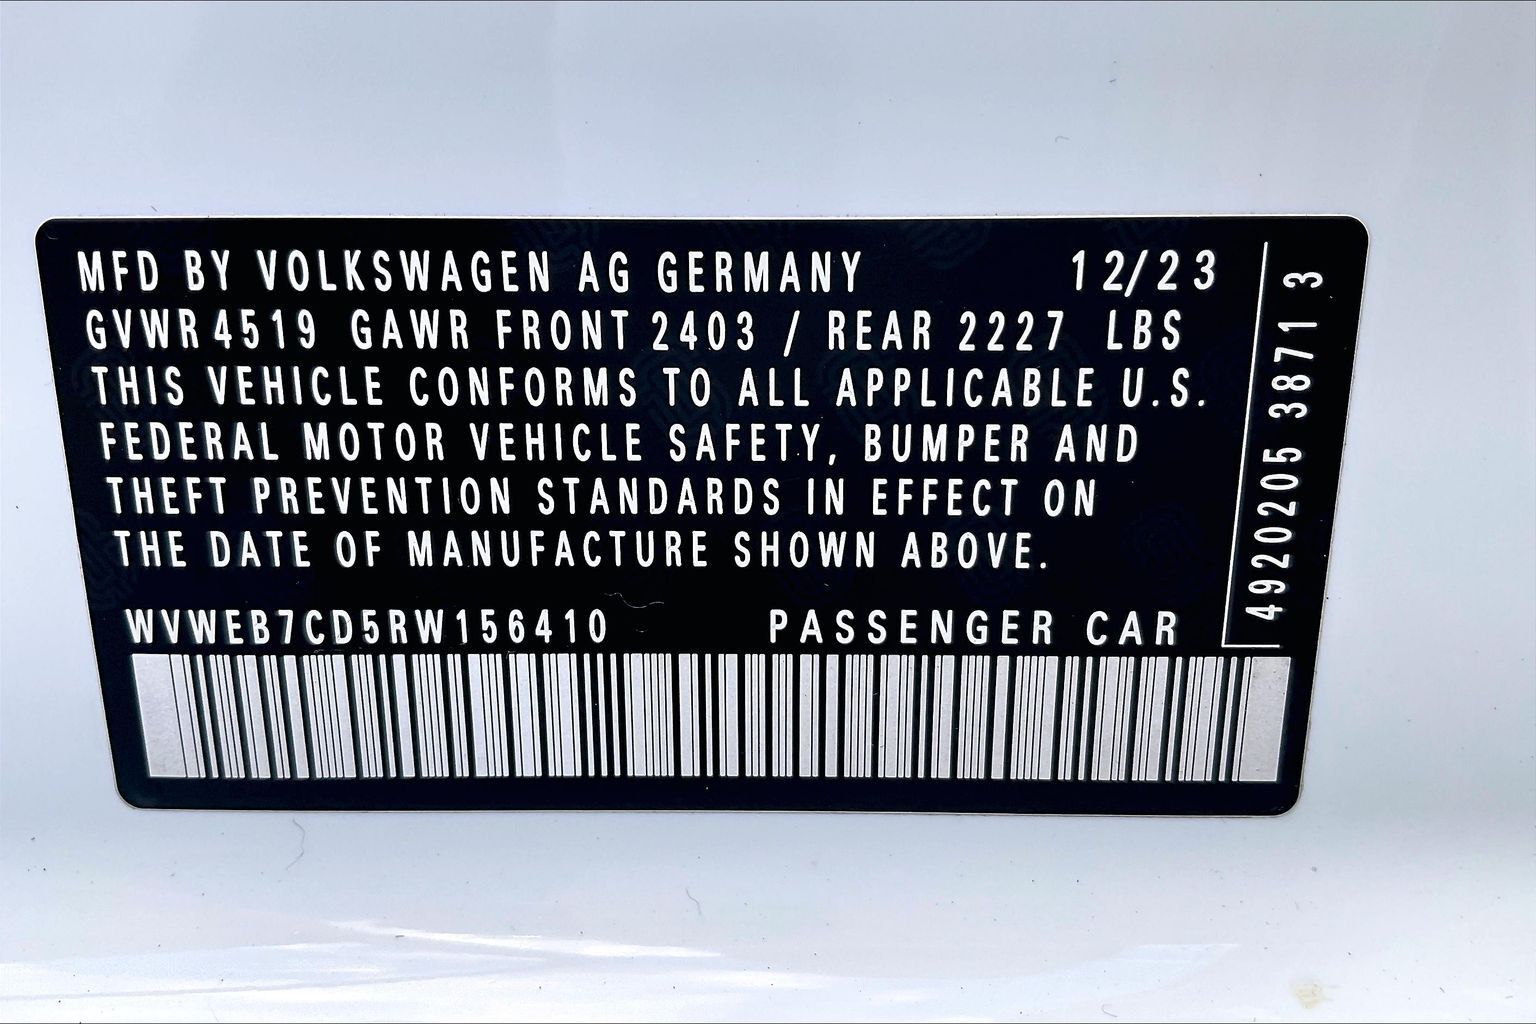 MFD BY VOLKSWAGEN AG GERMANY 12/23
GVWR 4519 GAWR FRONT 2403 / REAR 2227 LBS
THIS VEHICLE CONFORMS TO ALL APPLICABLE U.S.
FEDERAL MOTOR VEHICLE SAFETY, BUMPER AND
THEFT PREVENTION STANDARDS IN EFFECT ON
THE DATE OF MANUFACTURE SHOWN ABOVE.
WVWEB7CD5RW156410 PASSENGER CAR
4920205 3871 3